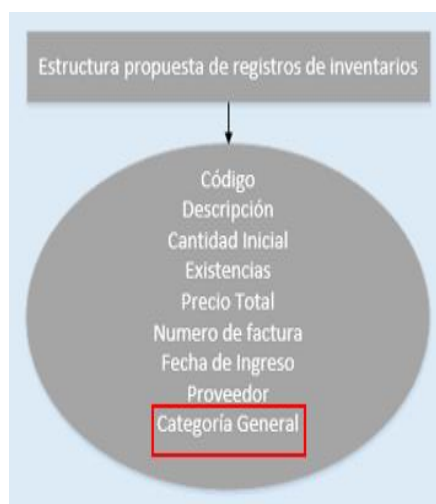 Estructura propuesta de registros de inventarios
Código
Descripción
Cantidad Inicial
Existencias
Precio Total
Numero de factura
Fecha de Ingreso
Proveedor
Categoría General